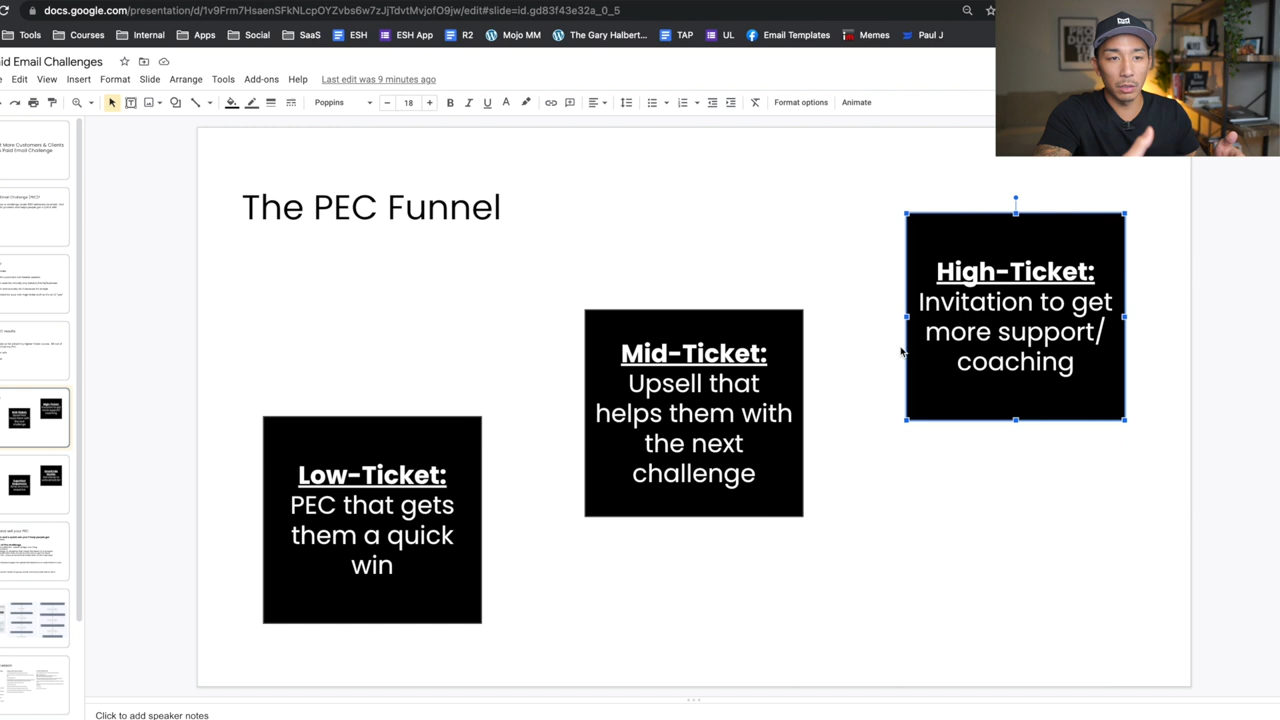 docs.google.com/presentation/d/1v9Frm7HsaenSFkNLcpOYZvbs6w7zJjTdvtMvjofO9jw/edit#slide=id.gd83f43e32a_0_5
Tools Courses Internal Apps Social SaaS ESH ESH App R2 Mojo MM The Gary Halber... TAP UL Email Templates Memes Paul J
id Email Challenges
Edit View Insert Format Slide Arrange Tools Add-ons Help Last edit was 9 minutes ago
Poppins 18 B I U A Format options Animate
The PEC Funnel
High-Ticket:
Invitation to get
more support/
coaching
Mid-Ticket:
Upsell that
helps them with
the next
challenge
Low-Ticket:
PEC that gets
them a quick
win
Click to add speaker notes